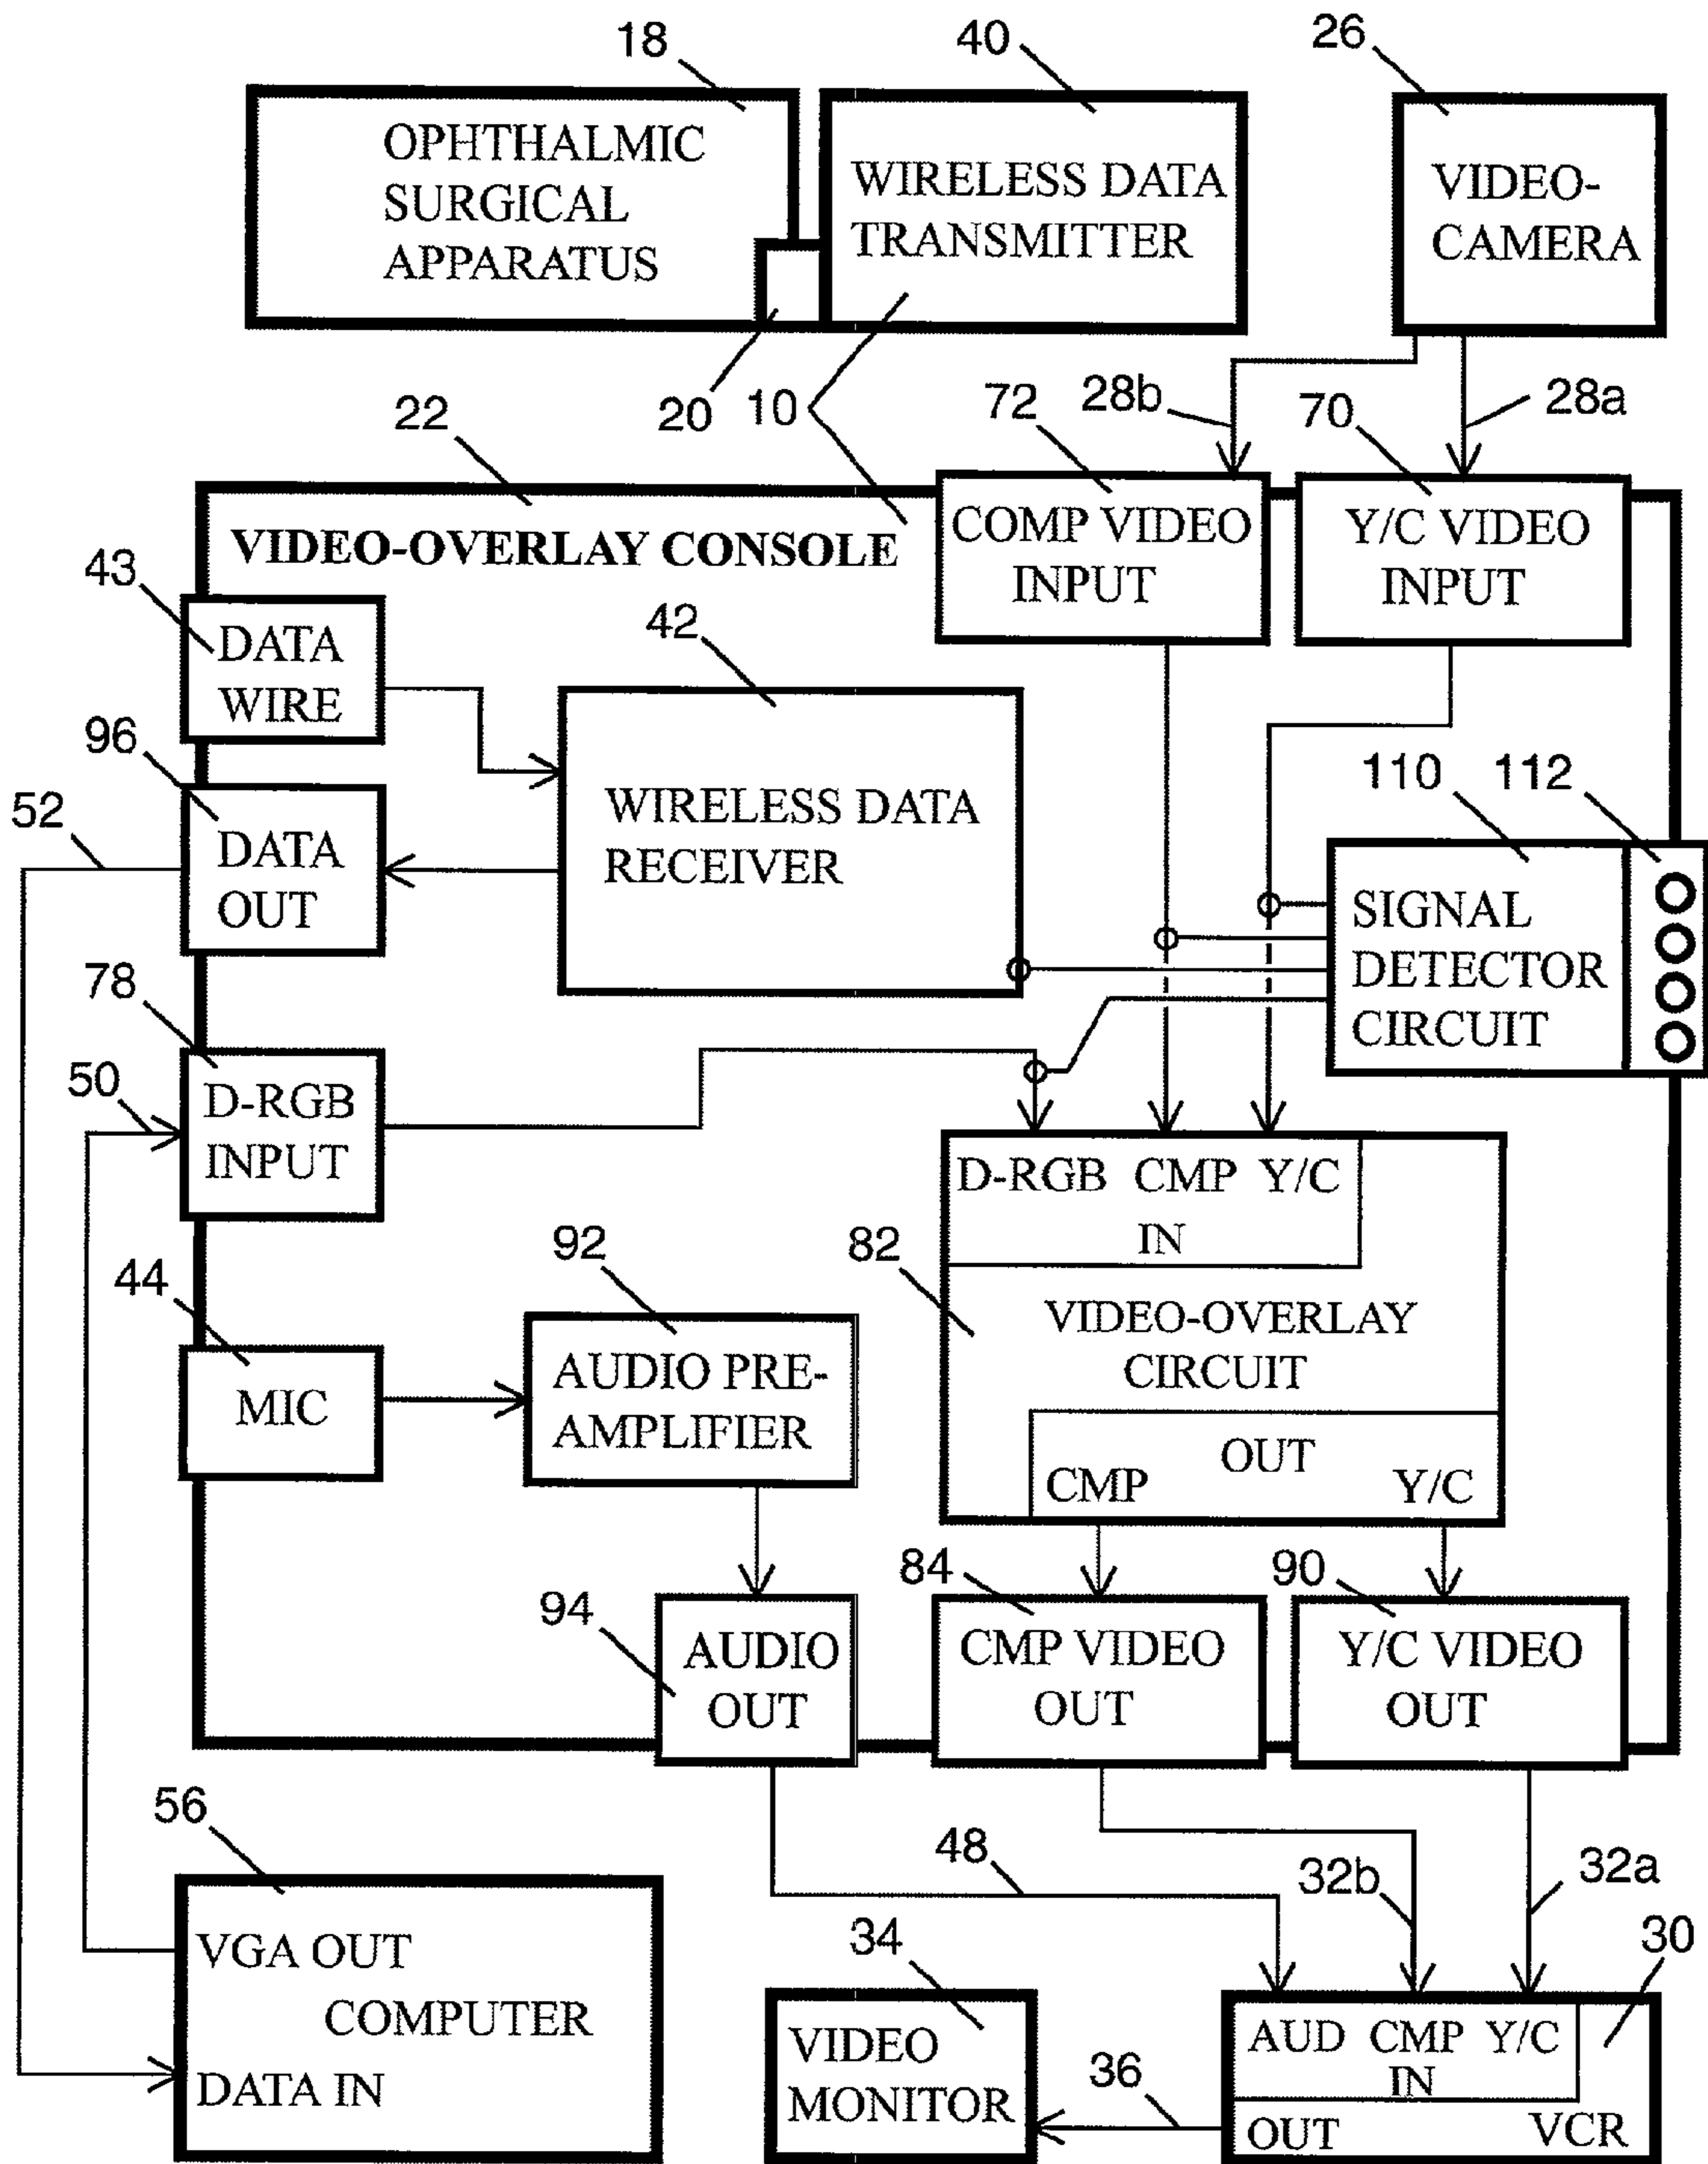 18
40
26
OPHTHALMIC
SURGICAL
APPARATUS
WIRELESS DATA
TRANSMITTER
VIDEO-
CAMERA
20
10
72
28b
70
28a
22
VIDEO-OVERLAY CONSOLE
COMP VIDEO
INPUT
Y/C VIDEO
INPUT
43
DATA
WIRE
42
96
52
DATA
OUT
WIRELESS DATA
RECEIVER
110
112
SIGNAL
DETECTOR
CIRCUIT
78
50
D-RGB
INPUT
D-RGB CMP Y/C
IN
82
VIDEO-OVERLAY
CIRCUIT
OUT
CMP Y/C
44
MIC
92
AUDIO PRE-
AMPLIFIER
94
AUDIO
OUT
84
CMP VIDEO
OUT
90
Y/C VIDEO
OUT
56
VGA OUT
COMPUTER
DATA IN
48
32b
32a
34
VIDEO
MONITOR
36
30
AUD CMP Y/C
IN
OUT VCR